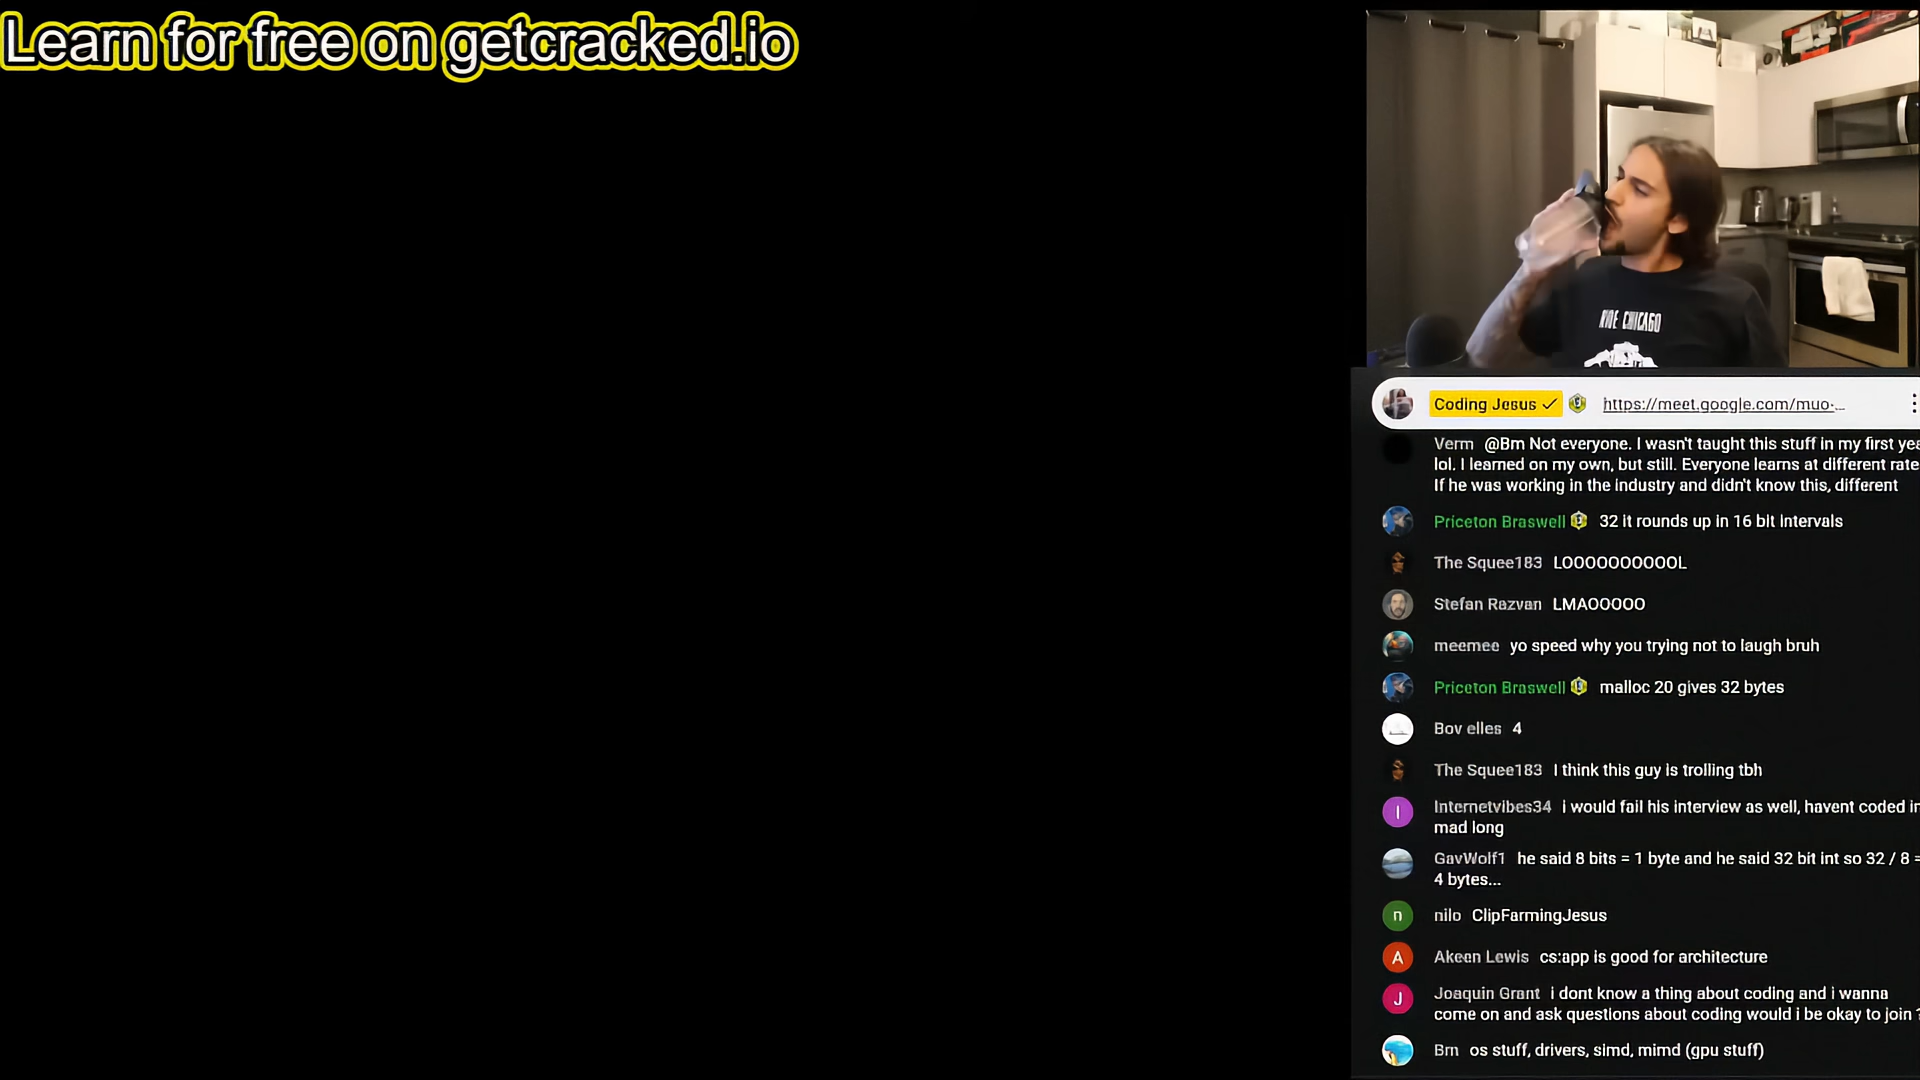 Learn for free on getcracked.io
Coding Jesus https://meet.google.com/muo-...
Verm @Bm Not everyone. I wasn't taught this stuff in my first yea
lol. I learned on my own, but still. Everyone learns at different rate
If he was working in the industry and didn't know this, different
Priceton Braswell 32 it rounds up in 16 bit intervals
The Squee183 LOOOOOOOOOOL
Stefan Razvan LMAOOOOO
meemee yo speed why you trying not to laugh bruh
Priceton Braswell malloc 20 gives 32 bytes
Bov elles 4
The Squee183 I think this guy is trolling tbh
I
Internetvibes34 i would fail his interview as well, havent coded in
mad long
GavWolf1 he said 8 bits = 1 byte and he said 32 bit int so 32 / 8 =
4 bytes...
n
nilo ClipFarmingJesus
A
Akeen Lewis cs:app is good for architecture
J
Joaquin Grant i dont know a thing about coding and i wanna
come on and ask questions about coding would i be okay to join ?
Bm os stuff, drivers, simd, mimd (gpu stuff)